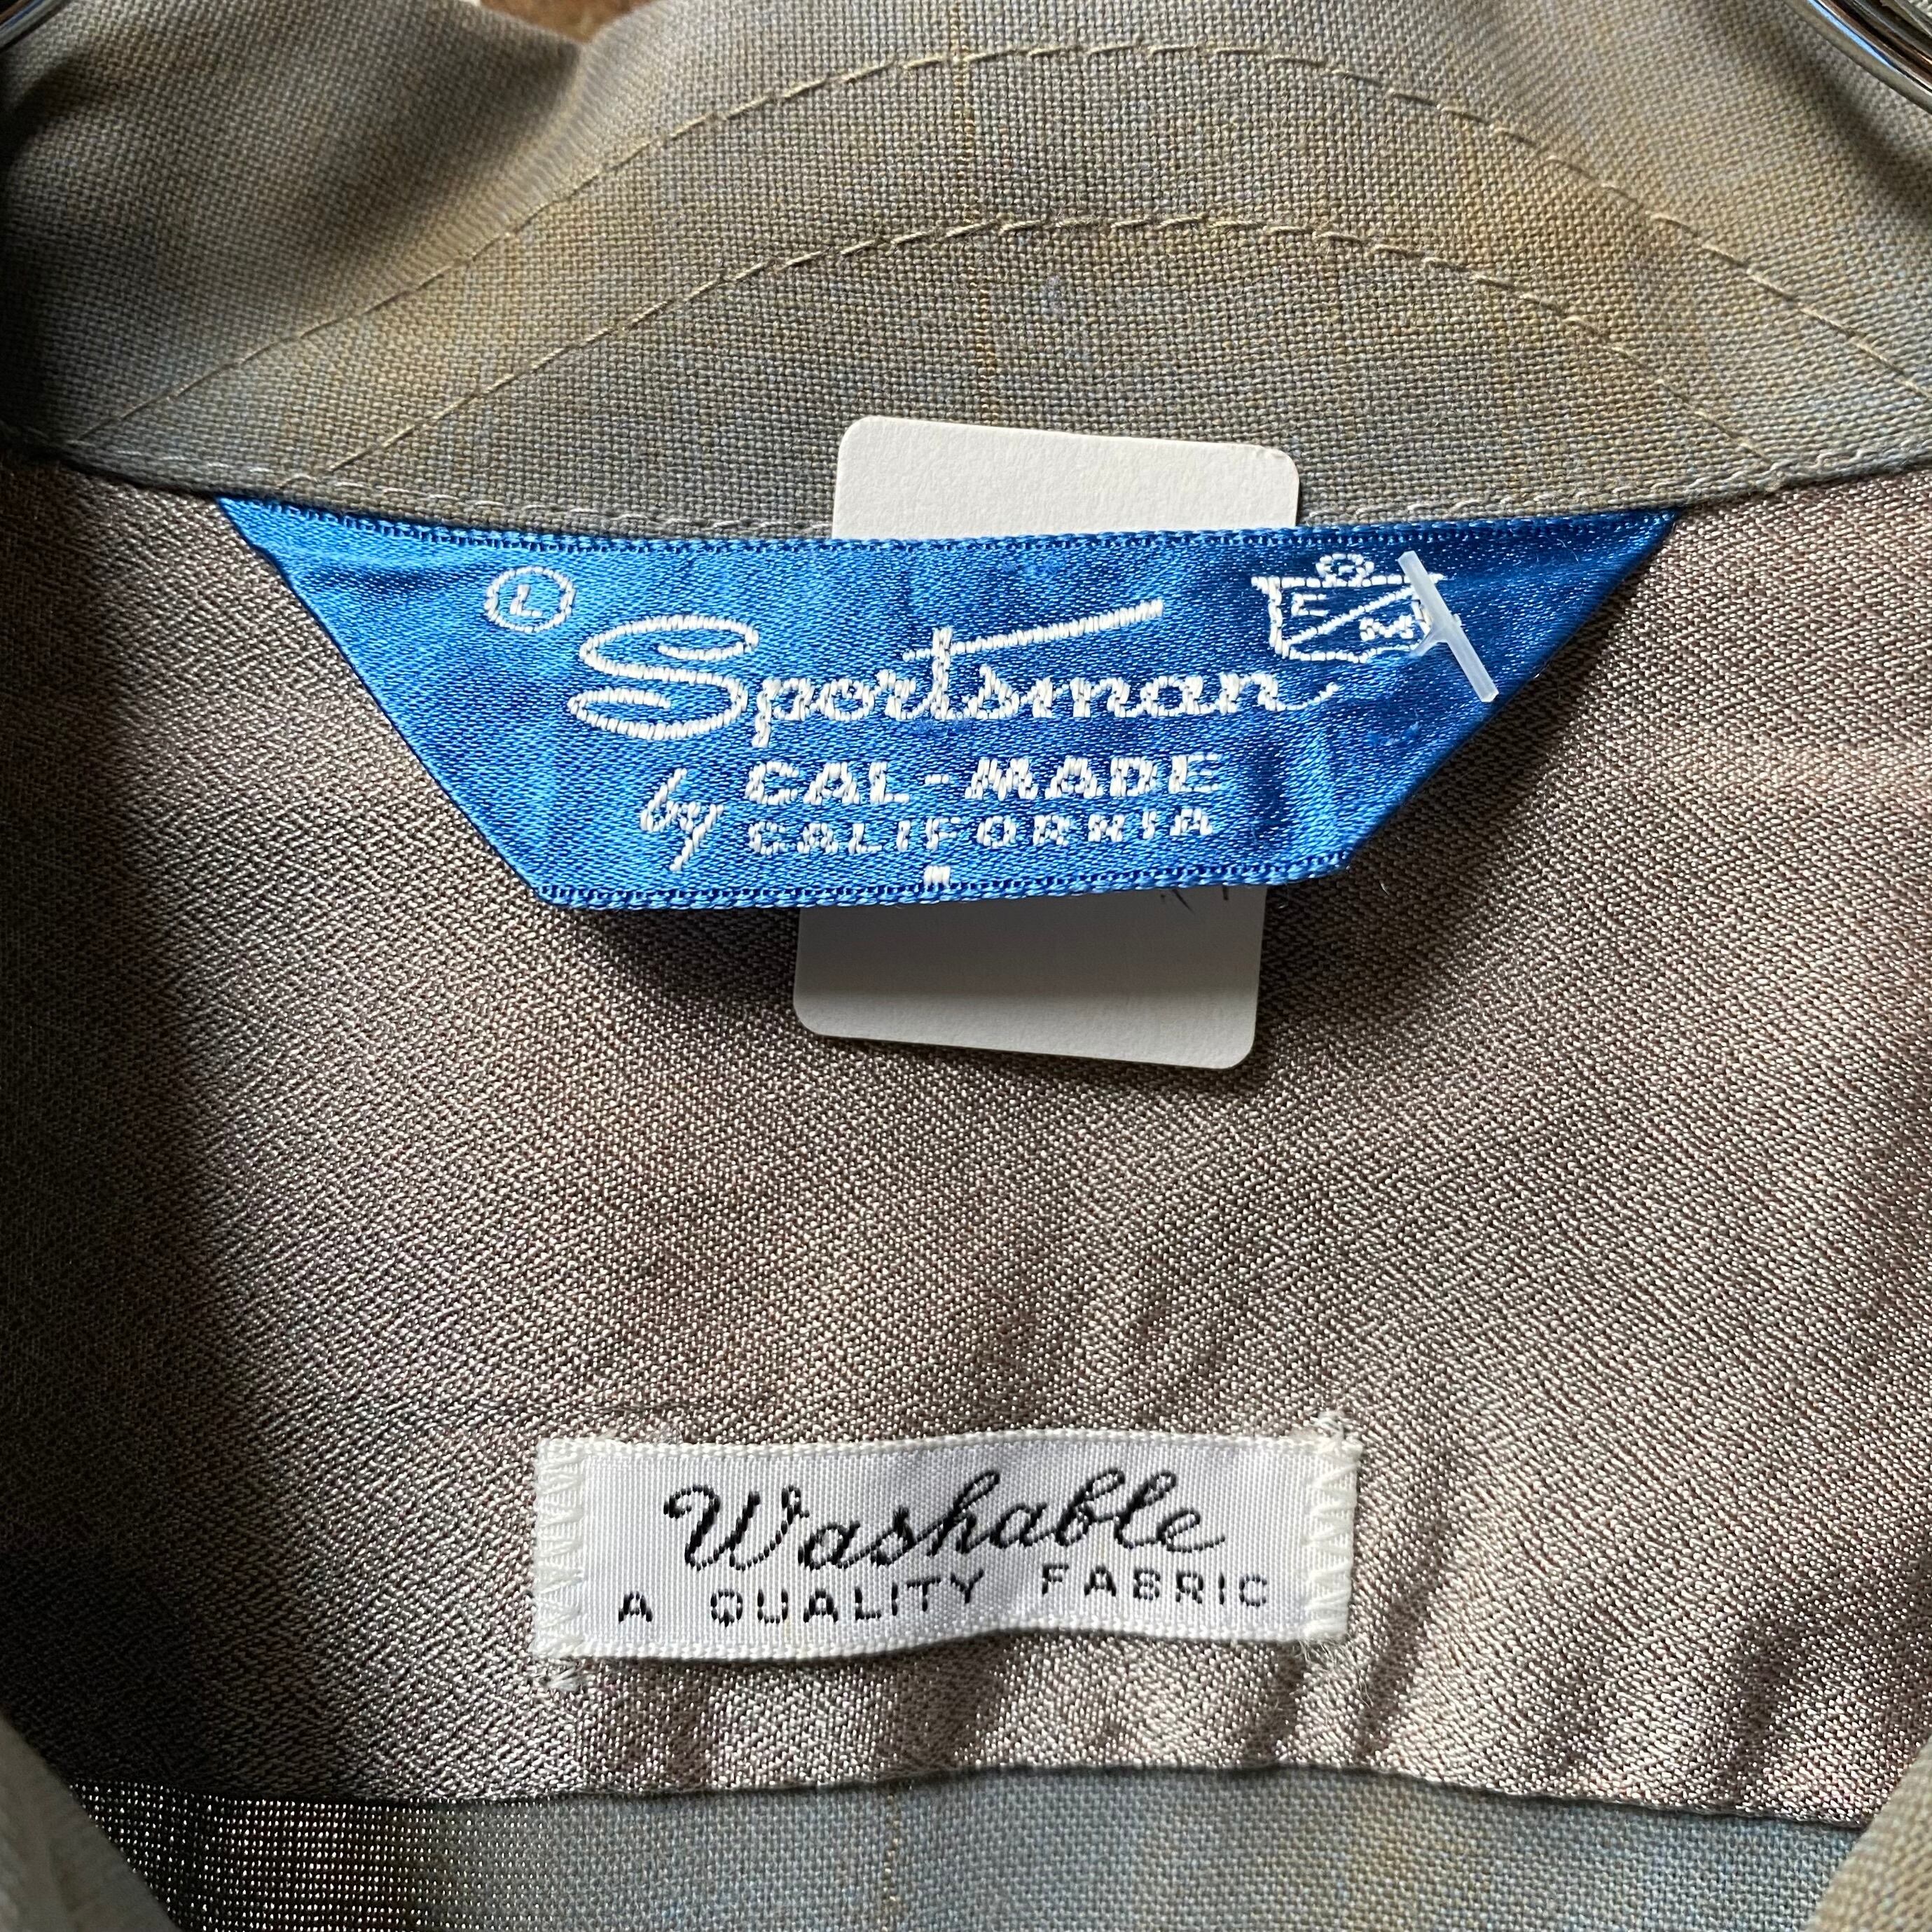 L
F M
Sportsman
by CAL-MADE
CALIFORNIA
Washable
A QUALITY FABRIC